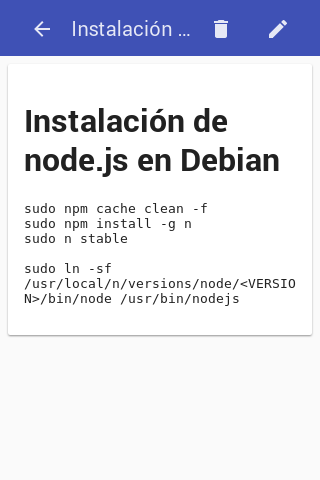 Instalación ...
Instalación de
node.js en Debian
sudo npm cache clean -f
sudo npm install -g n
sudo n stable
sudo ln -sf
/usr/local/n/versions/node/<VERSIO
N>/bin/node /usr/bin/nodejs